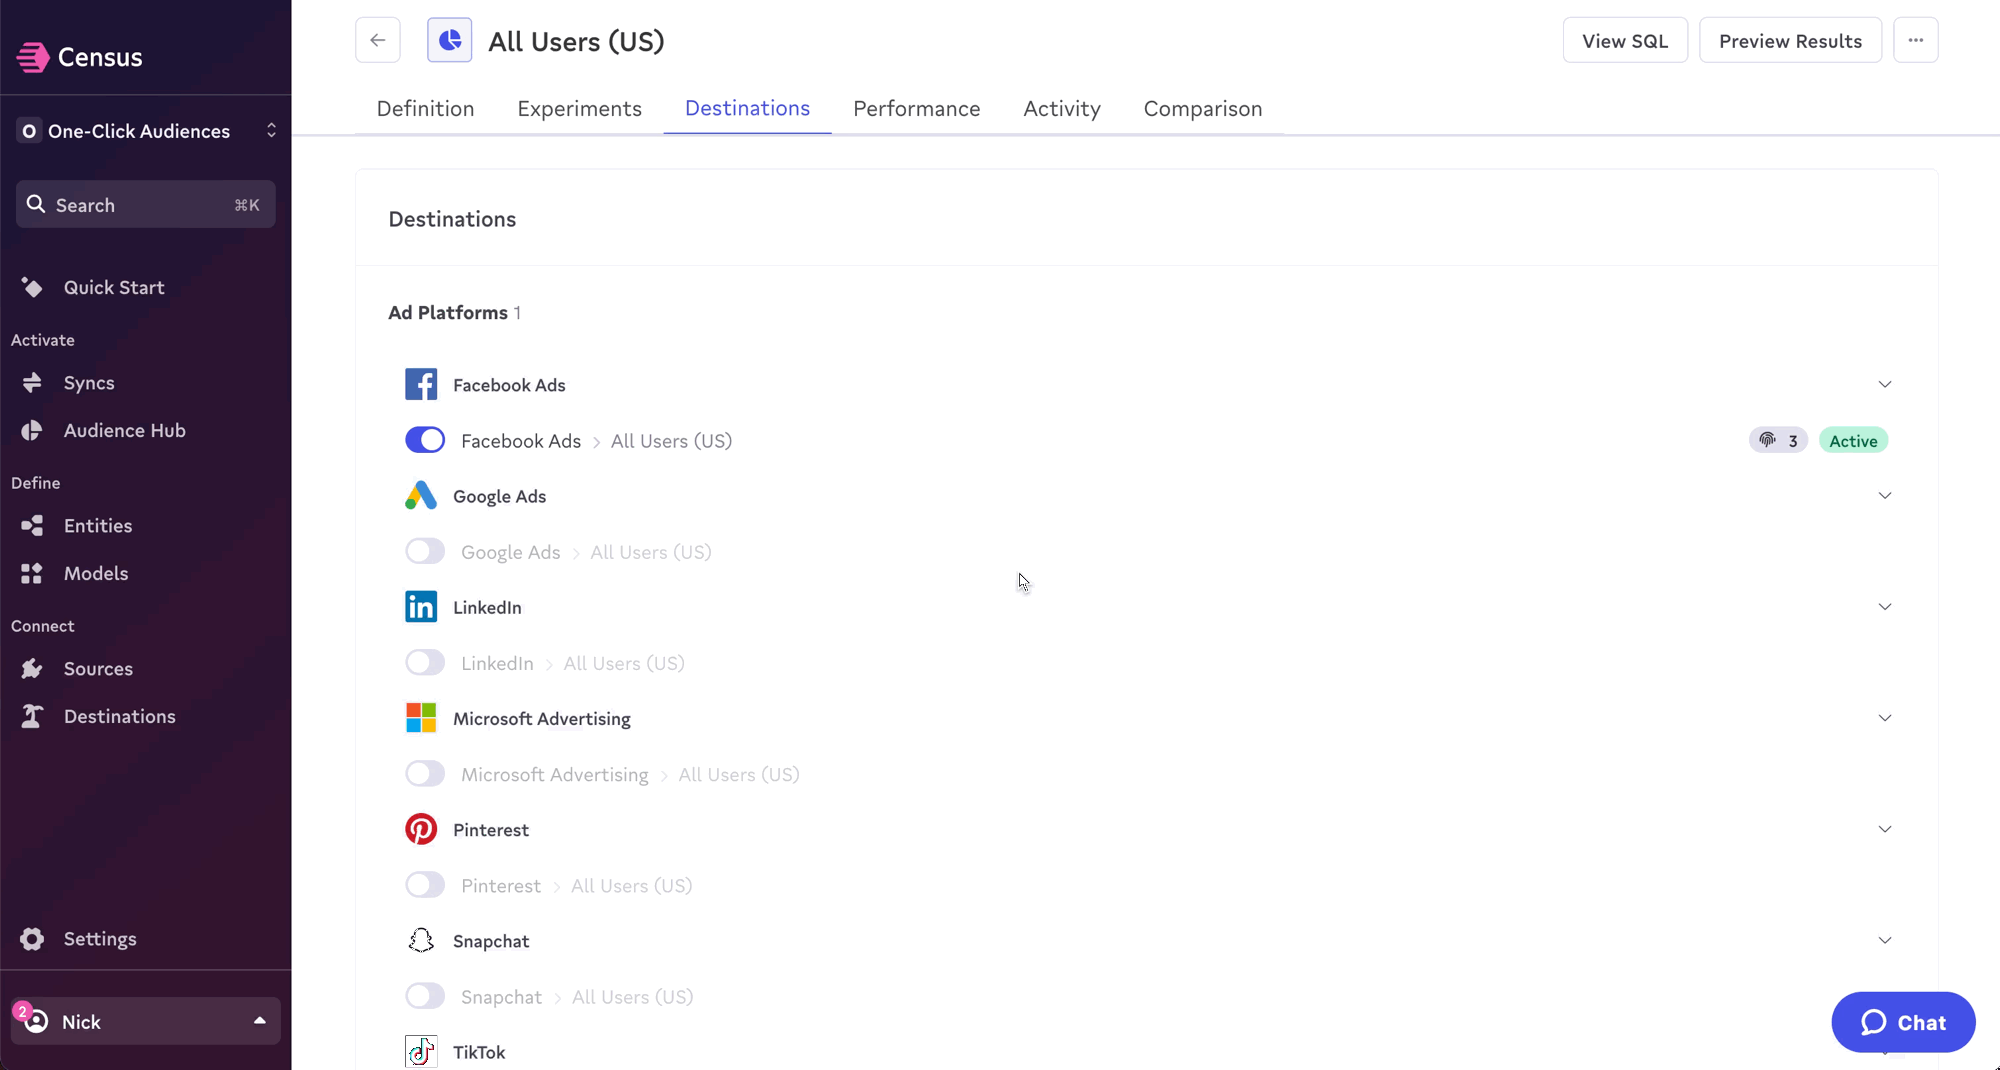 Census
O One-Click Audiences
Search ⌘K
Quick Start
Activate
Syncs
Audience Hub
Define
Entities
Models
Connect
Sources
Destinations
Settings
2
Nick
All Users (US)
View SQL
Preview Results
Definition Experiments Destinations Performance Activity Comparison
Destinations
Ad Platforms 1
Facebook Ads
Facebook Ads > All Users (US) 3 Active
Google Ads
Google Ads > All Users (US)
LinkedIn
LinkedIn > All Users (US)
Microsoft Advertising
Microsoft Advertising > All Users (US)
Pinterest
Pinterest > All Users (US)
Snapchat
Snapchat > All Users (US)
TikTok
Chat